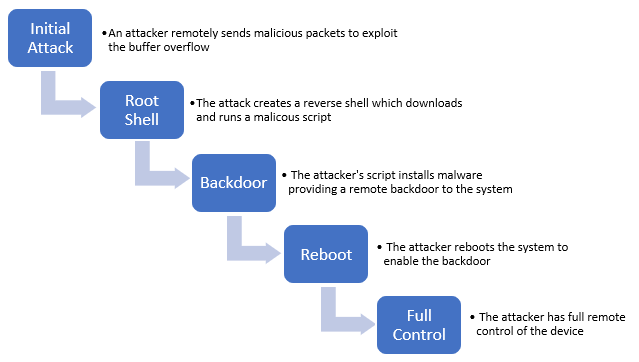 Initial
Attack
•An attacker remotely sends malicious packets to exploit
the buffer overflow
Root
Shell
•The attack creates a reverse shell which downloads
and runs a malicous script
Backdoor
• The attacker's script installs malware
providing a remote backdoor to the system
Reboot
• The attacker reboots the system to
enable the backdoor
Full
Control
• The attacker has full remote
control of the device